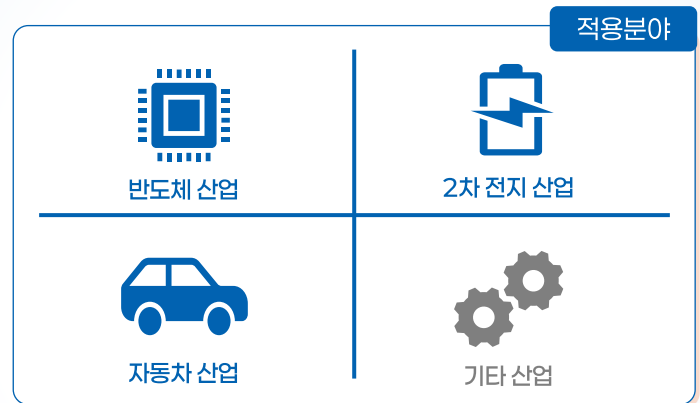 적용분야
반도체 산업
2차 전지 산업
자동차 산업
기타 산업